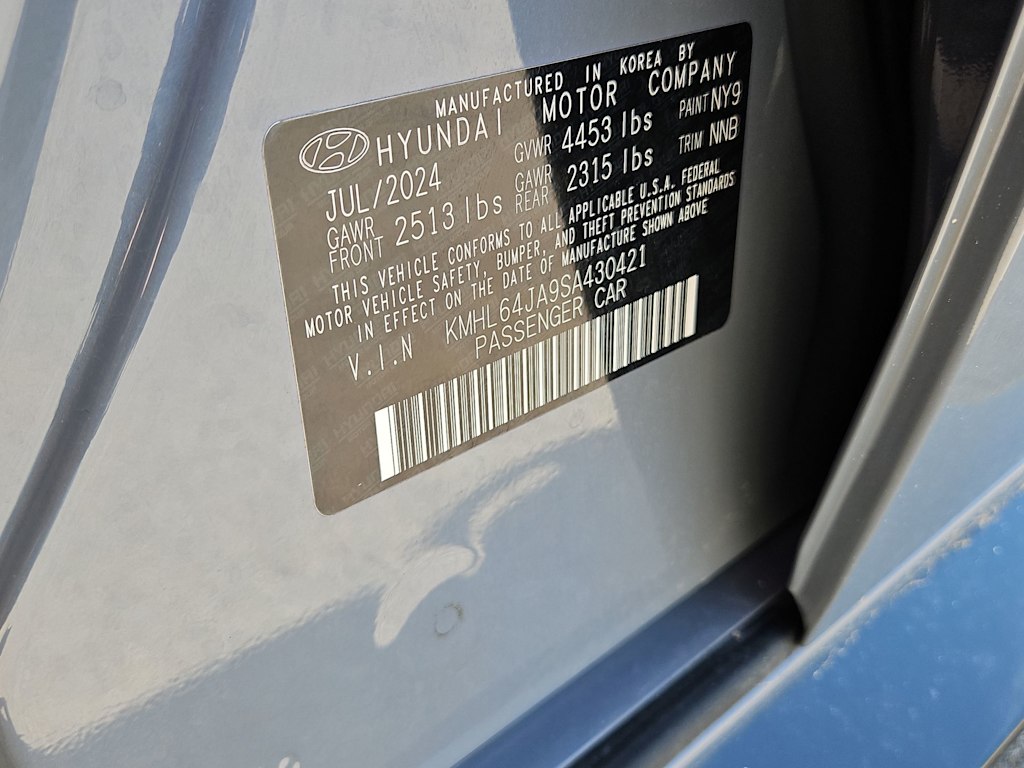 MANUFACTURED IN KOREA BY
HYUNDAI MOTOR COMPANY
JUL/2024 GVWR 4453 lbs PAINT NY9
GAWR FRONT 2513 lbs GAWR REAR 2315 lbs TRIM NNB
THIS VEHICLE CONFORMS TO ALL APPLICABLE U.S.A. FEDERAL
MOTOR VEHICLE SAFETY, BUMPER, AND THEFT PREVENTION STANDARDS
IN EFFECT ON THE DATE OF MANUFACTURE SHOWN ABOVE
V.I.N KMHL64JA9SA430421
PASSENGER CAR